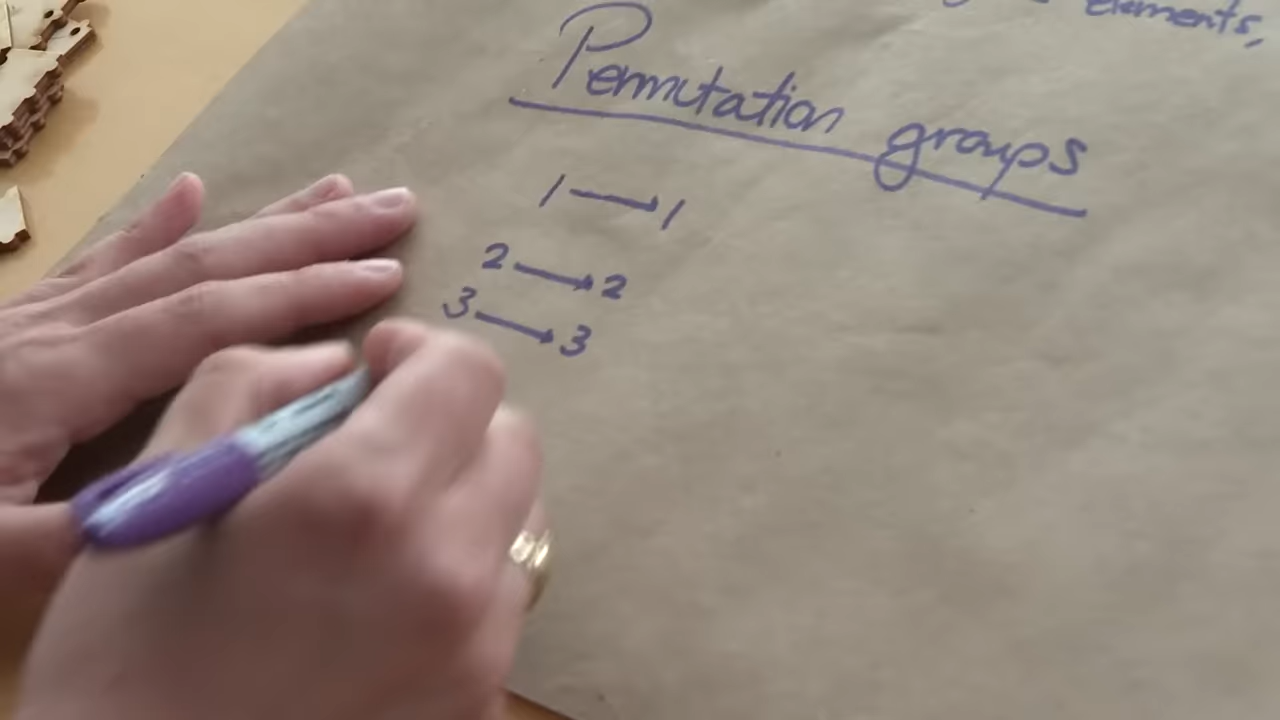 elements,
Permutation groups
1 → 1
2 → 2
3 → 3